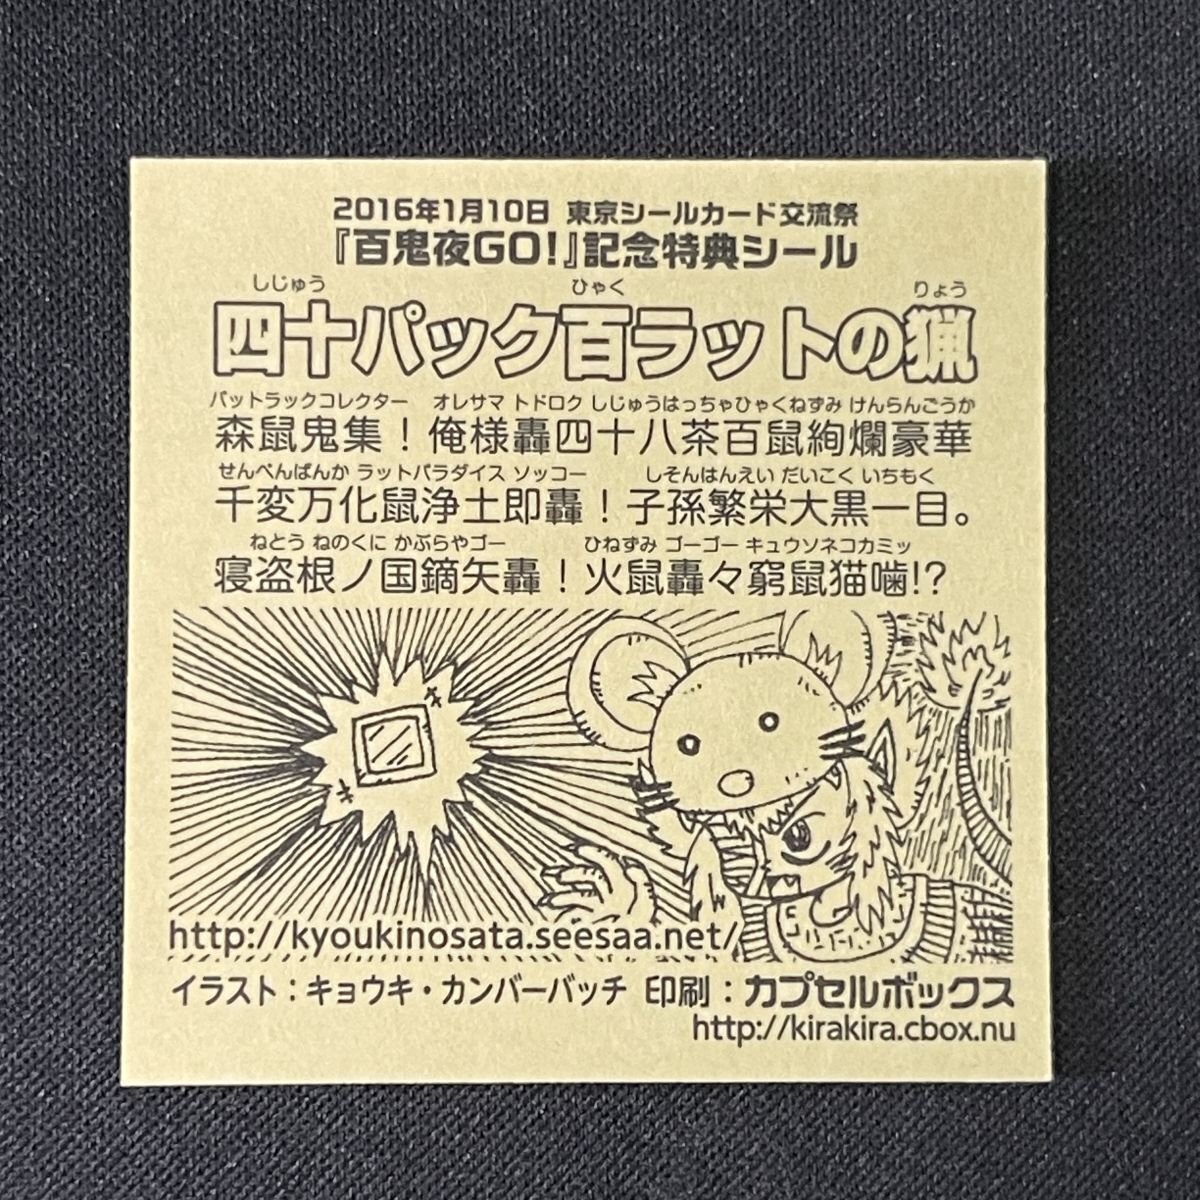 2016年1月10日 東京シールカード交流祭
『百鬼夜GO!』記念特典シール
しじゅう ひゃく りょう
四十パック百ラットの猟
パットラックコレクター オレサマ トドロク しじゅうはっちゃひゃくねずみ けんらんごうか
森鼠鬼集！俺様轟四十八茶百鼠絢爛豪華
せんぺんばんか ラットパラダイス ソッコー しそんはんえい だいこく いちもく
千変万化鼠浄土即轟！子孫繁栄大黒一目。
ねとう ねのくに かぶらやゴー ひねずみ ゴーゴー キュウソネコカミッ
寝盗根ノ国鏑矢轟！火鼠轟々窮鼠猫噛!?
http://kyoukinosata.seesaa.net/
イラスト：キョウキ・カンバーバッチ 印刷：カプセルボックス
http://kirakira.cbox.nu